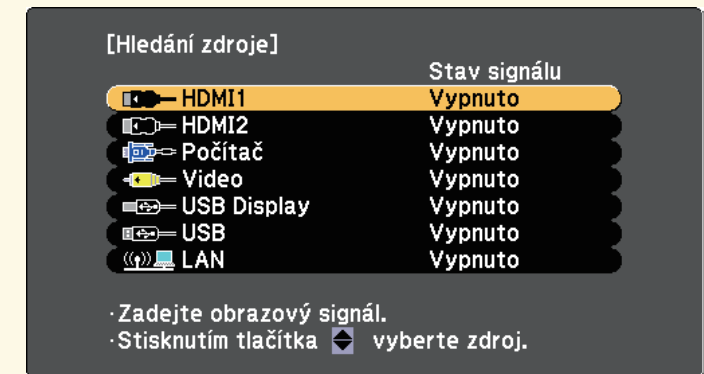 [Hledání zdroje]
Stav signálu
HDMI1 Vypnuto
HDMI2 Vypnuto
Počítač Vypnuto
Video Vypnuto
USB Display Vypnuto
USB Vypnuto
LAN Vypnuto
·Zadejte obrazový signál.
·Stisknutím tlačítka vyberte zdroj.